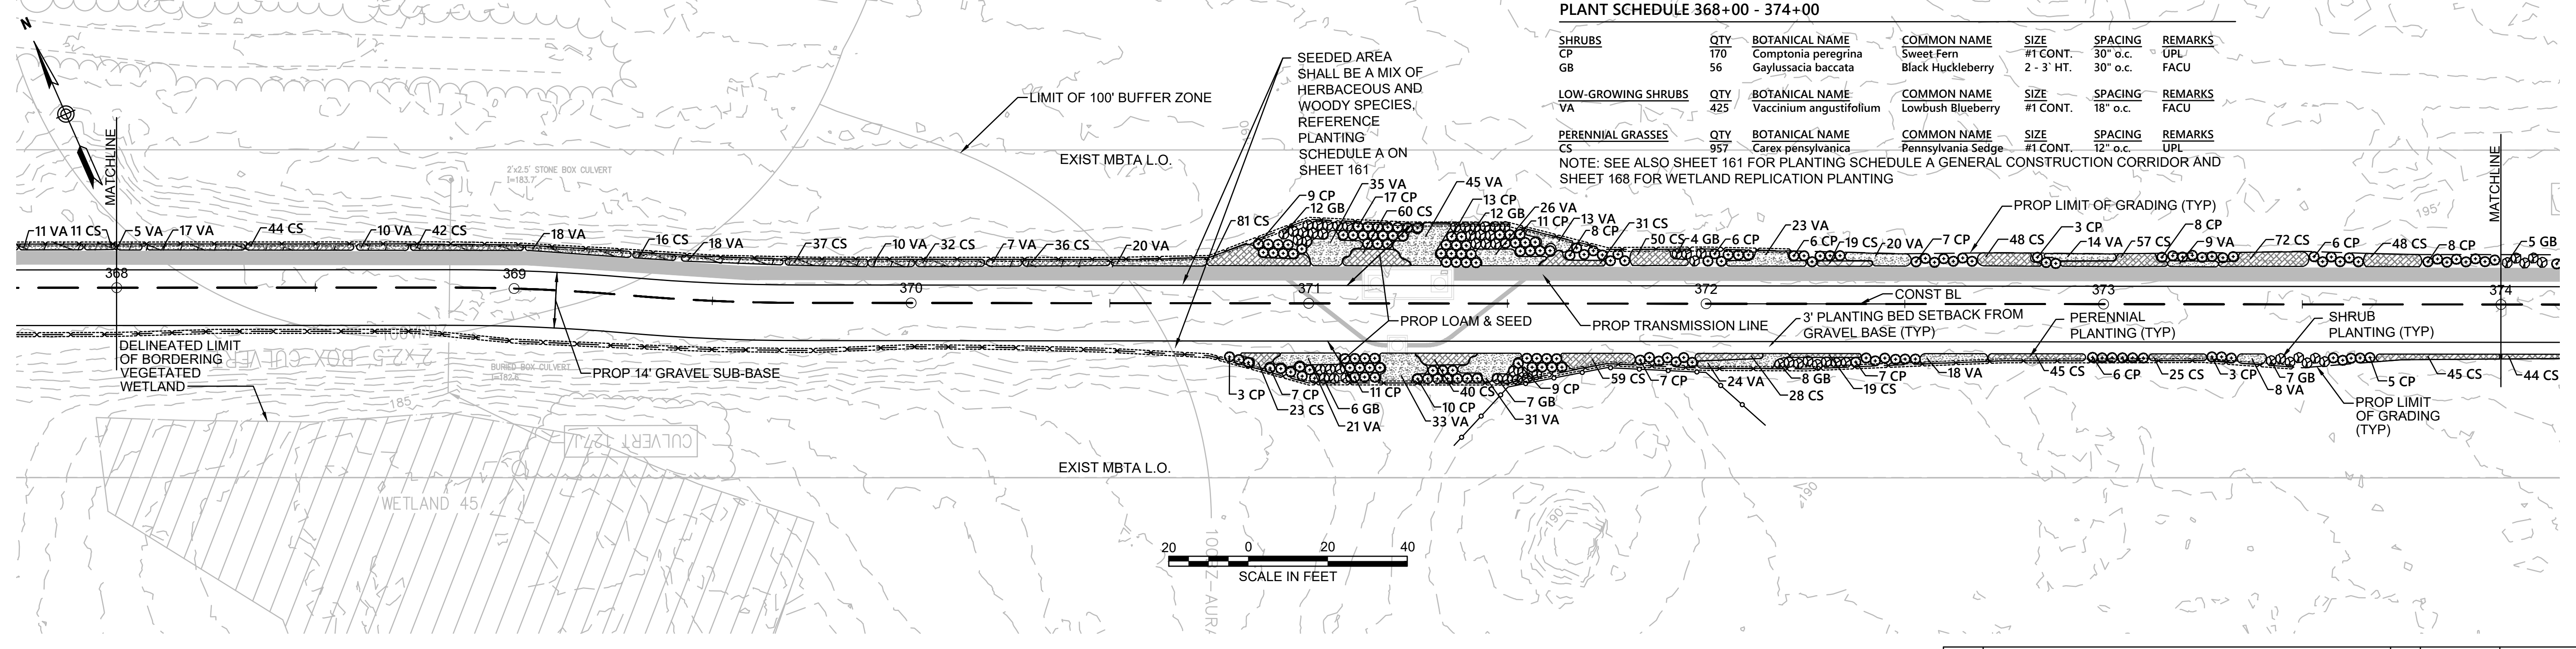 PLANT SCHEDULE 368+00 - 374+00
SHRUBS QTY BOTANICAL NAME COMMON NAME SIZE SPACING REMARKS
CP 170 Comptonia peregrina Sweet Fern #1 CONT. 30" o.c. UPL
GB 56 Gaylussacia baccata Black Huckleberry 2 - 3` HT. 30" o.c. FACU
LOW-GROWING SHRUBS QTY BOTANICAL NAME COMMON NAME SIZE SPACING REMARKS
VA 425 Vaccinium angustifolium Lowbush Blueberry #1 CONT. 18" o.c. FACU
PERENNIAL GRASSES QTY BOTANICAL NAME COMMON NAME SIZE SPACING REMARKS
CS 957 Carex pensylvanica Pennsylvania Sedge #1 CONT. 12" o.c. UPL
NOTE: SEE ALSO SHEET 161 FOR PLANTING SCHEDULE A GENERAL CONSTRUCTION CORRIDOR AND
SHEET 168 FOR WETLAND REPLICATION PLANTING
N
MATCHLINE
2'x2.5' STONE BOX CULVERT
I=183.7'
LIMIT OF 100' BUFFER ZONE
EXIST MBTA L.O.
190
SEEDED AREA
SHALL BE A MIX OF
HERBACEOUS AND
WOODY SPECIES,
REFERENCE
PLANTING
SCHEDULE A ON
SHEET 161
MATCHLINE
195'
PROP LIMIT OF GRADING (TYP)
11 VA 11 CS
5 VA
17 VA
44 CS
10 VA
42 CS
18 VA
16 CS
18 VA
37 CS
10 VA
32 CS
7 VA
36 CS
20 VA
81 CS
9 CP
12 GB
35 VA
17 CP
60 CS
45 VA
13 CP
12 GB
26 VA
11 CP
13 VA
8 CP
31 CS
50 CS
4 GB
6 CP
23 VA
6 CP
19 CS
20 VA
7 CP
48 CS
3 CP
14 VA
57 CS
8 CP
9 VA
72 CS
6 CP
48 CS
8 CP
5 GB
368
369
370
371
372
373
374
CONST BL
PROP LOAM & SEED
PROP TRANSMISSION LINE
3' PLANTING BED SETBACK FROM
GRAVEL BASE (TYP)
PERENNIAL
PLANTING (TYP)
SHRUB
PLANTING (TYP)
DELINEATED LIMIT
OF BORDERING
VEGETATED
WETLAND
2'x2.5' BOX CULVERT
BURIED BOX CULVERT
I=182.6
PROP 14' GRAVEL SUB-BASE
185
CULVERT 127J
WETLAND 45
3 CP
23 CS
7 CP
6 GB
21 VA
11 CP
10 CP
33 VA
40 CS
7 GB
31 VA
9 CP
59 CS
7 CP
24 VA
28 CS
8 GB
7 CP
19 CS
18 VA
45 CS
6 CP
25 CS
3 CP
8 VA
7 GB
5 CP
45 CS
44 CS
PROP LIMIT
OF GRADING
(TYP)
EXIST MBTA L.O.
190
190
20 0 20 40
SCALE IN FEET